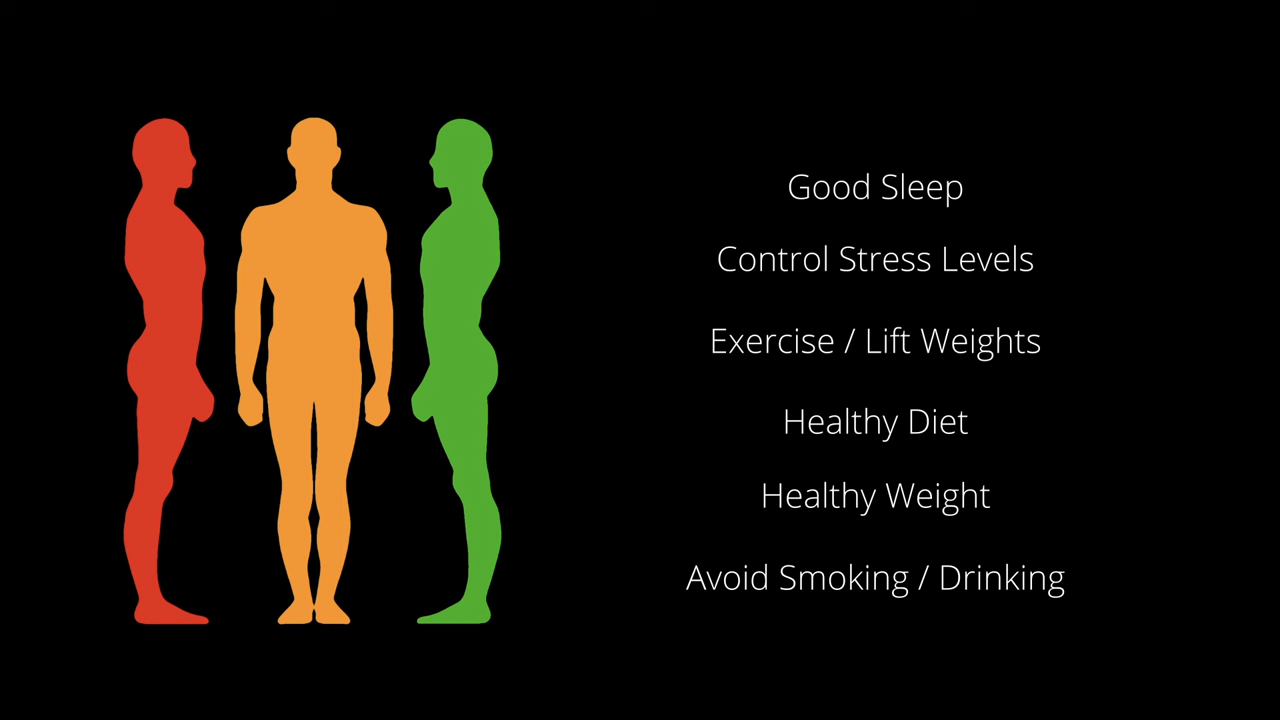 Good Sleep
Control Stress Levels
Exercise / Lift Weights
Healthy Diet
Healthy Weight
Avoid Smoking / Drinking